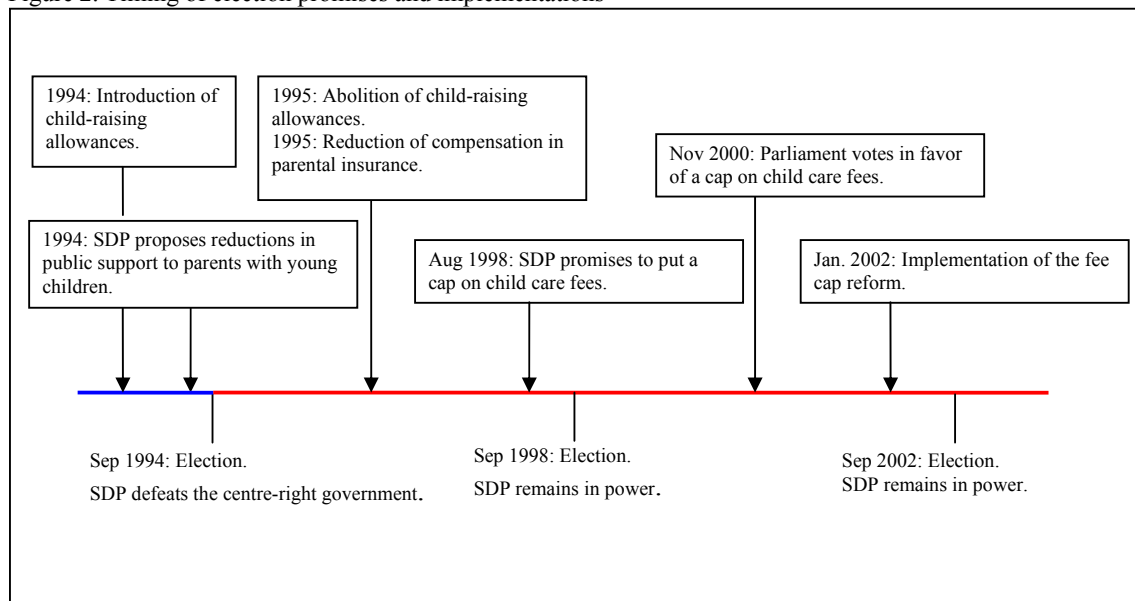 Figure 2: Timing of election promises and implementations
1994: Introduction of
child-raising
allowances.
1994: SDP proposes reductions in
public support to parents with young
children.
1995: Abolition of child-raising
allowances.
1995: Reduction of compensation in
parental insurance.
Aug 1998: SDP promises to put a
cap on child care fees.
Nov 2000: Parliament votes in favor
of a cap on child care fees.
Jan. 2002: Implementation of the fee
cap reform.
Sep 1994: Election.
SDP defeats the centre-right government.
Sep 1998: Election.
SDP remains in power.
Sep 2002: Election.
SDP remains in power.